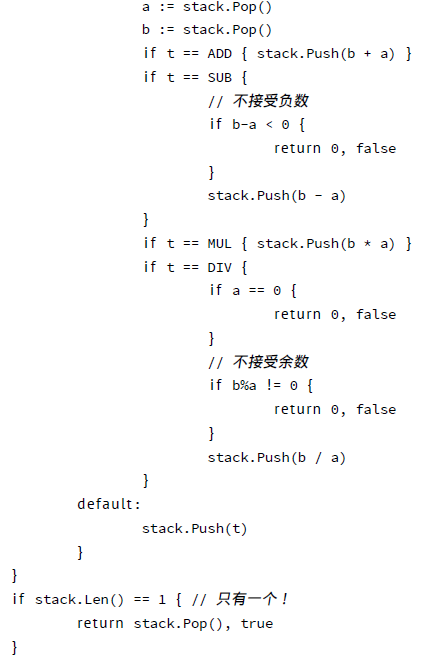 a := stack.Pop()
b := stack.Pop()
if t == ADD { stack.Push(b + a) }
if t == SUB {
// 不接受负数
if b-a < 0 {
return 0, false
}
stack.Push(b - a)
}
if t == MUL { stack.Push(b * a) }
if t == DIV {
if a == 0 {
return 0, false
}
// 不接受余数
if b%a != 0 {
return 0, false
}
stack.Push(b / a)
}
default:
stack.Push(t)
}
}
if stack.Len() == 1 { // 只有一个！
return stack.Pop(), true
}